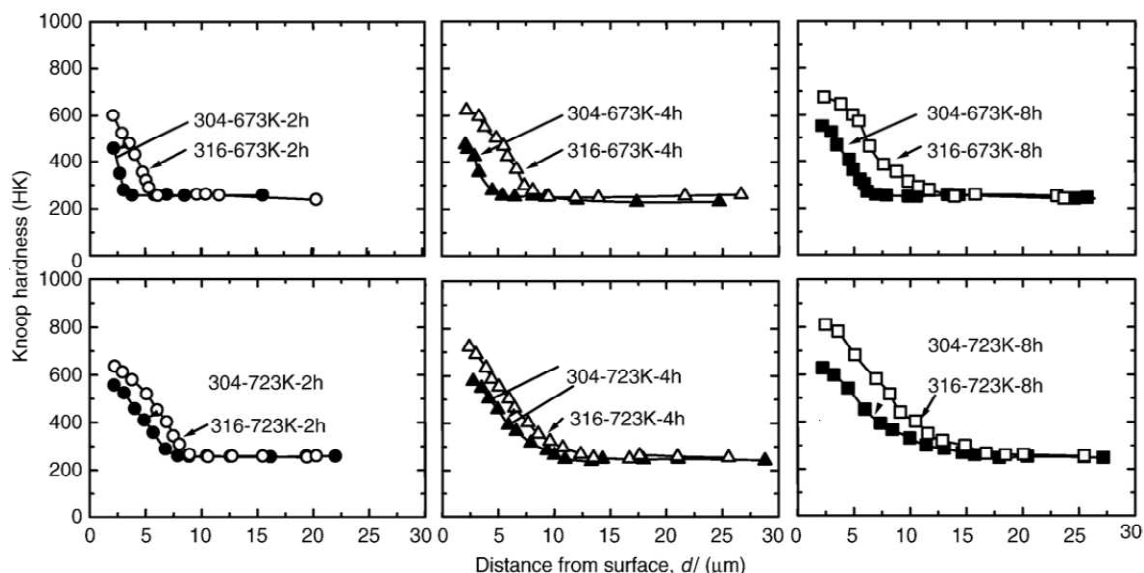 1000
800
600
400
200
0
304-673K-2h
316-673K-2h
304-673K-4h
316-673K-4h
304-673K-8h
316-673K-8h
1000
800
600
400
200
0
304-723K-2h
316-723K-2h
304-723K-4h
316-723K-4h
304-723K-8h
316-723K-8h
0 5 10 15 20 25 30
5 10 15 20 25 30
5 10 15 20 25 30
Knoop hardness (HK)
Distance from surface, d/ (μm)